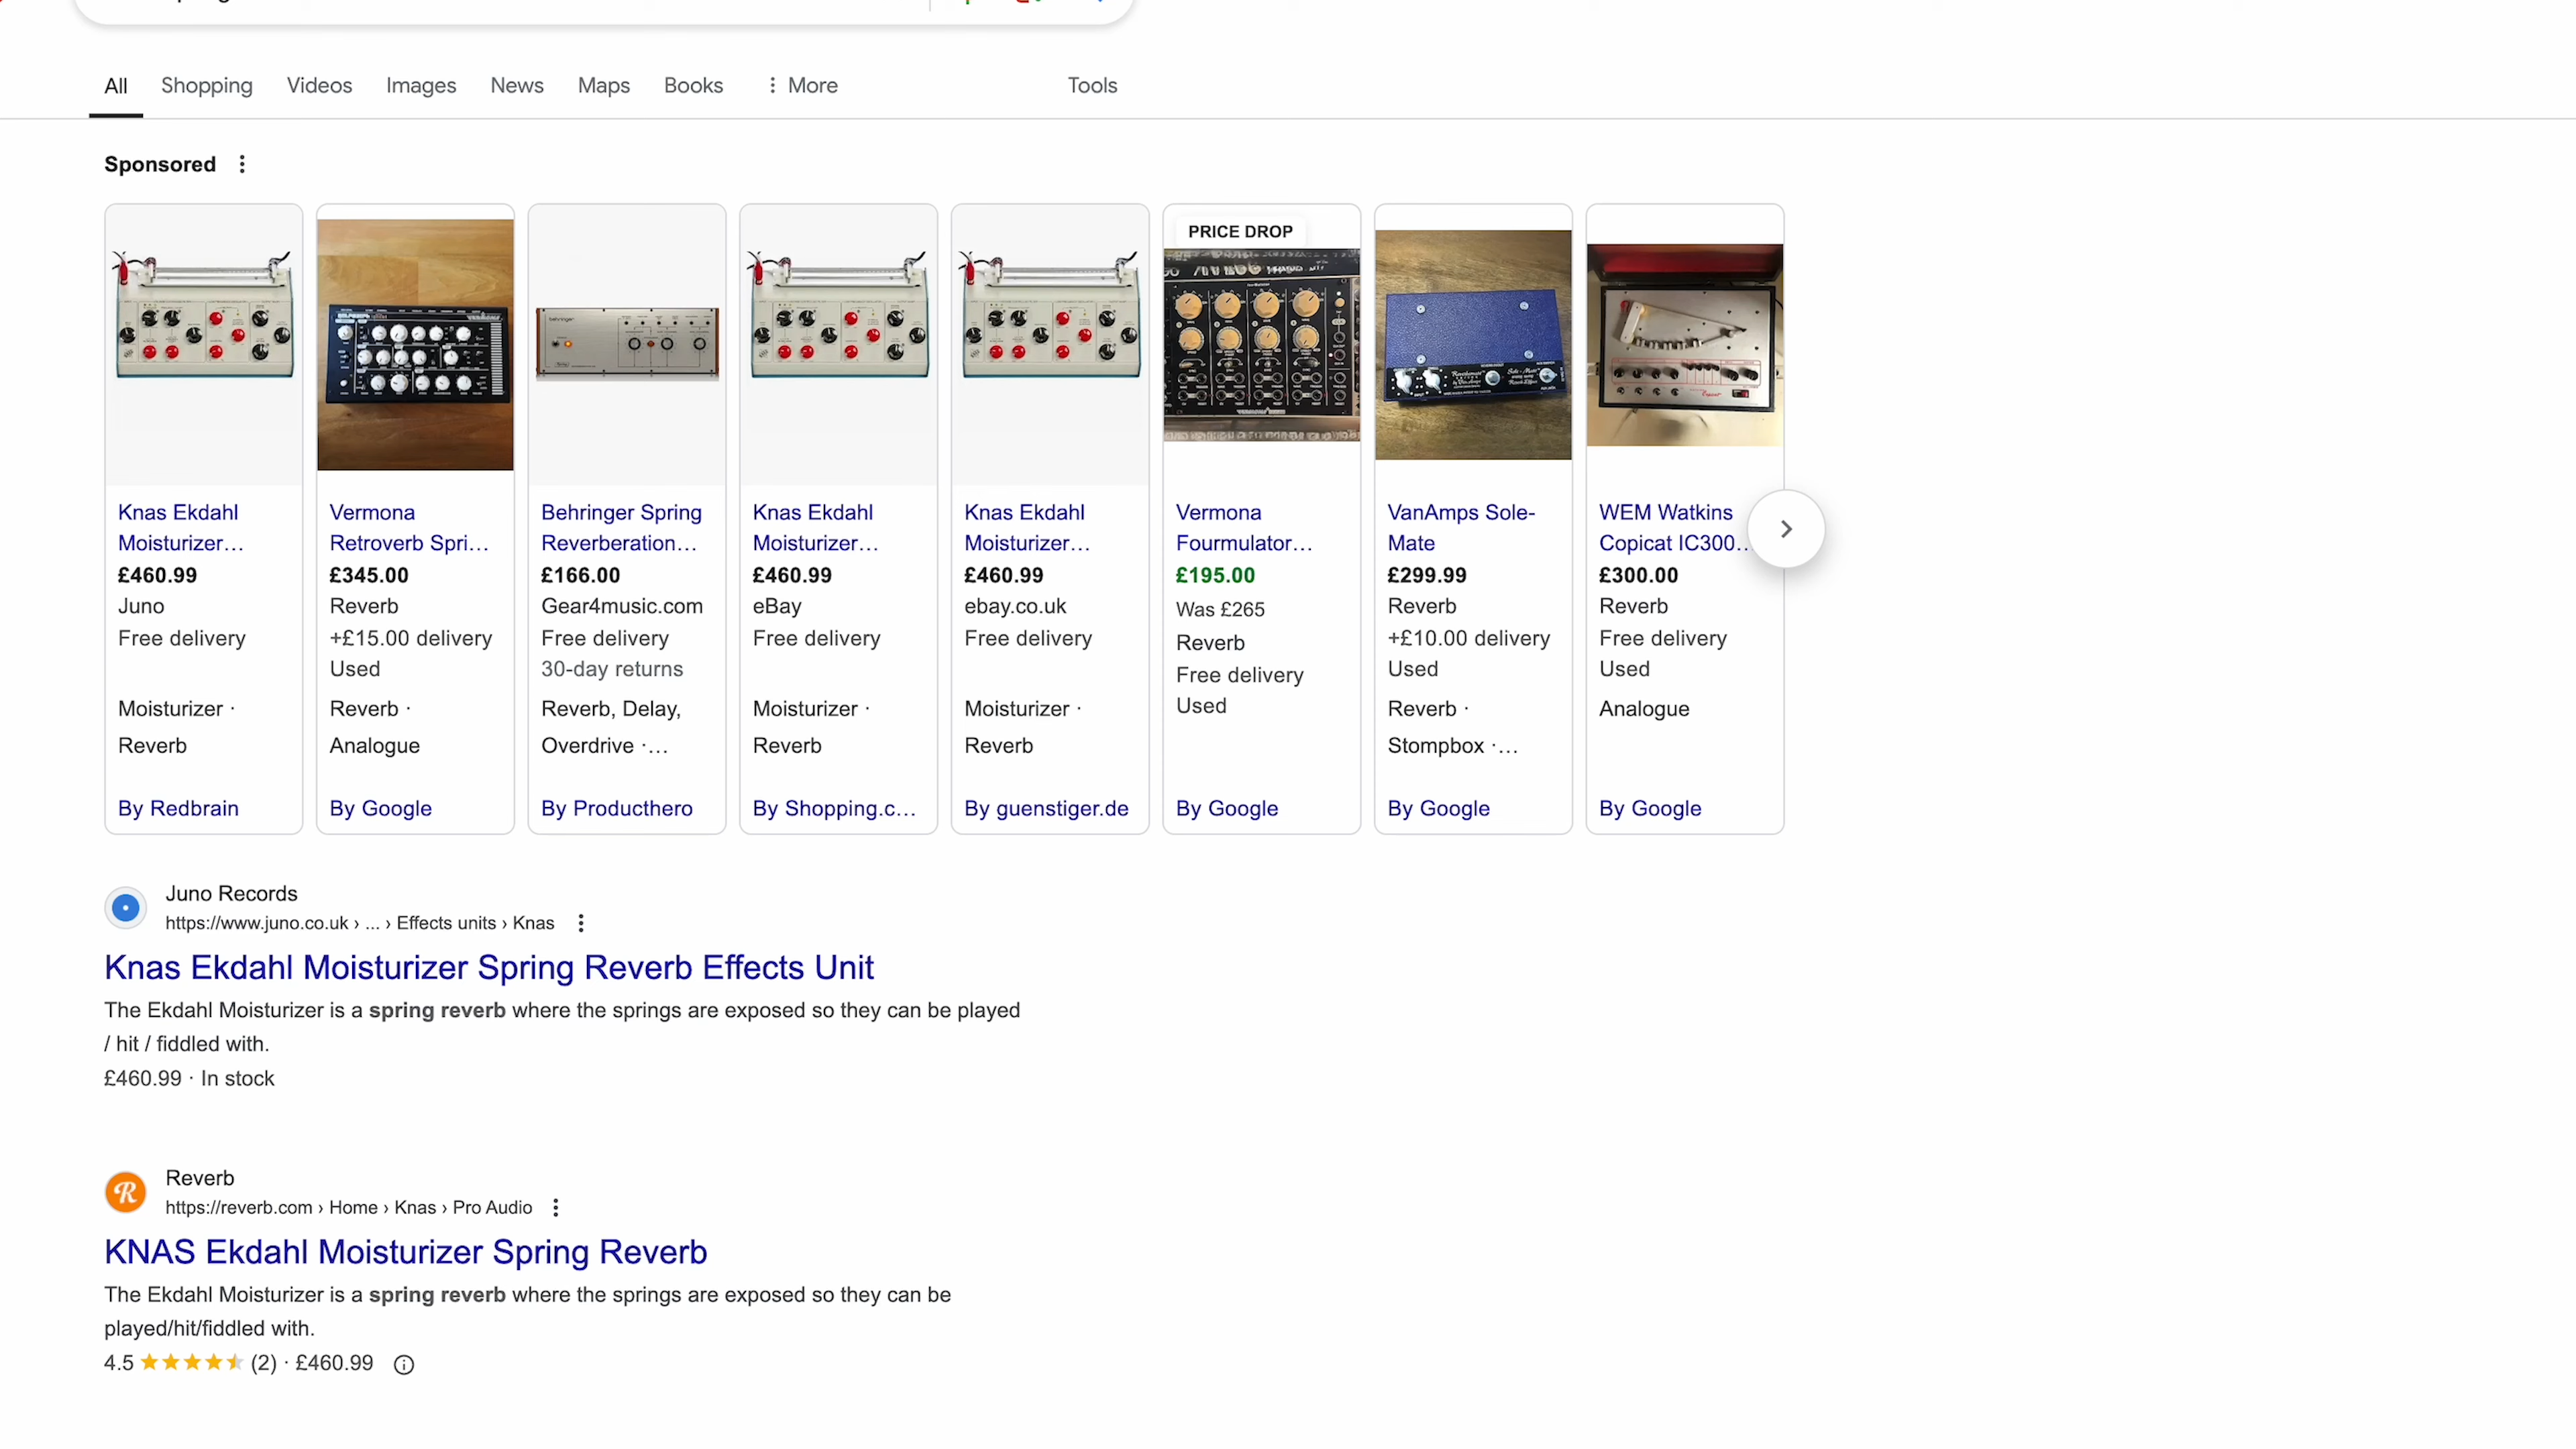 All
Shopping
Videos
Images
News
Maps
Books
More
Tools
Sponsored
Knas Ekdahl
Moisturizer...
£460.99
Juno
Free delivery
Moisturizer ·
Reverb
By Redbrain
Vermona
Retroverb Spri...
£345.00
Reverb
+£15.00 delivery
Used
Reverb ·
Analogue
By Google
behringer
Behringer Spring
Reverberation...
£166.00
Gear4music.com
Free delivery
30-day returns
Reverb, Delay,
Overdrive ·...
By Producthero
Knas Ekdahl
Moisturizer...
£460.99
eBay
Free delivery
Moisturizer ·
Reverb
By Shopping.c...
Knas Ekdahl
Moisturizer...
£460.99
ebay.co.uk
Free delivery
Moisturizer ·
Reverb
By guenstiger.de
PRICE DROP
Vermona
Fourmulator...
£195.00
Was £265
Reverb
Free delivery
Used
By Google
VanAmps Sole-
Mate
£299.99
Reverb
+£10.00 delivery
Used
Reverb ·
Stompbox ·...
By Google
WEM Watkins
Copicat IC300...
£300.00
Reverb
Free delivery
Used
Analogue
By Google
Juno Records
https://www.juno.co.uk › ... › Effects units › Knas
Knas Ekdahl Moisturizer Spring Reverb Effects Unit
The Ekdahl Moisturizer is a spring reverb where the springs are exposed so they can be played
/ hit / fiddled with.
£460.99 · In stock
Reverb
https://reverb.com › Home › Knas › Pro Audio
KNAS Ekdahl Moisturizer Spring Reverb
The Ekdahl Moisturizer is a spring reverb where the springs are exposed so they can be
played/hit/fiddled with.
4.5 (2) · £460.99